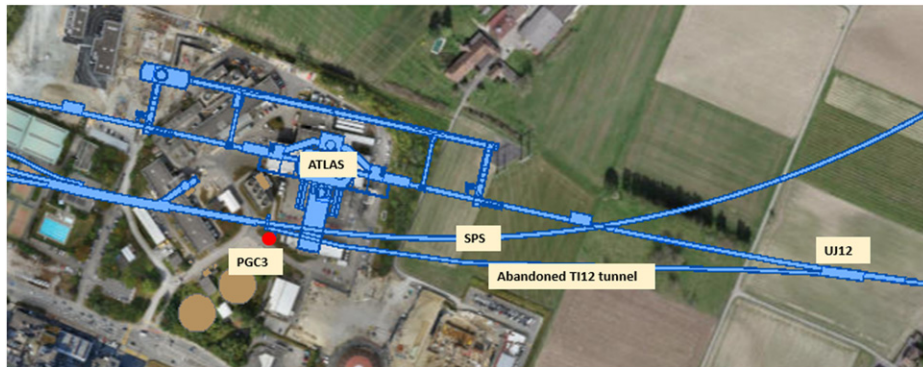 ATLAS
SPS
UJ12
PGC3
Abandoned TI12 tunnel